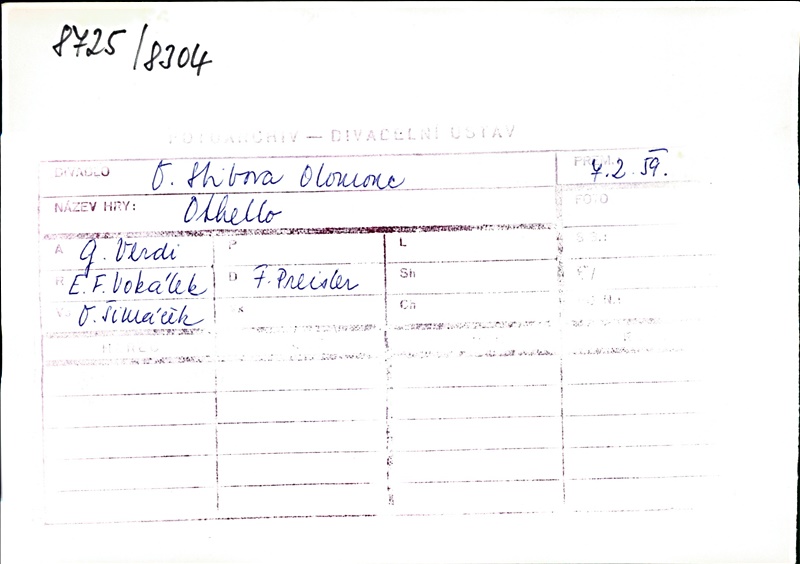 8725/8304
FOTOARCHIV — DIVADELNÍ ÚSTAV
DIVADLO O. Stibora Olomouc PREM. 7.2.59.
NÁZEV HRY: Othello FOTO
A G. Verdi P L
R E. F. Vokálek D F. Preisler Sh
O. Šimáček Ch